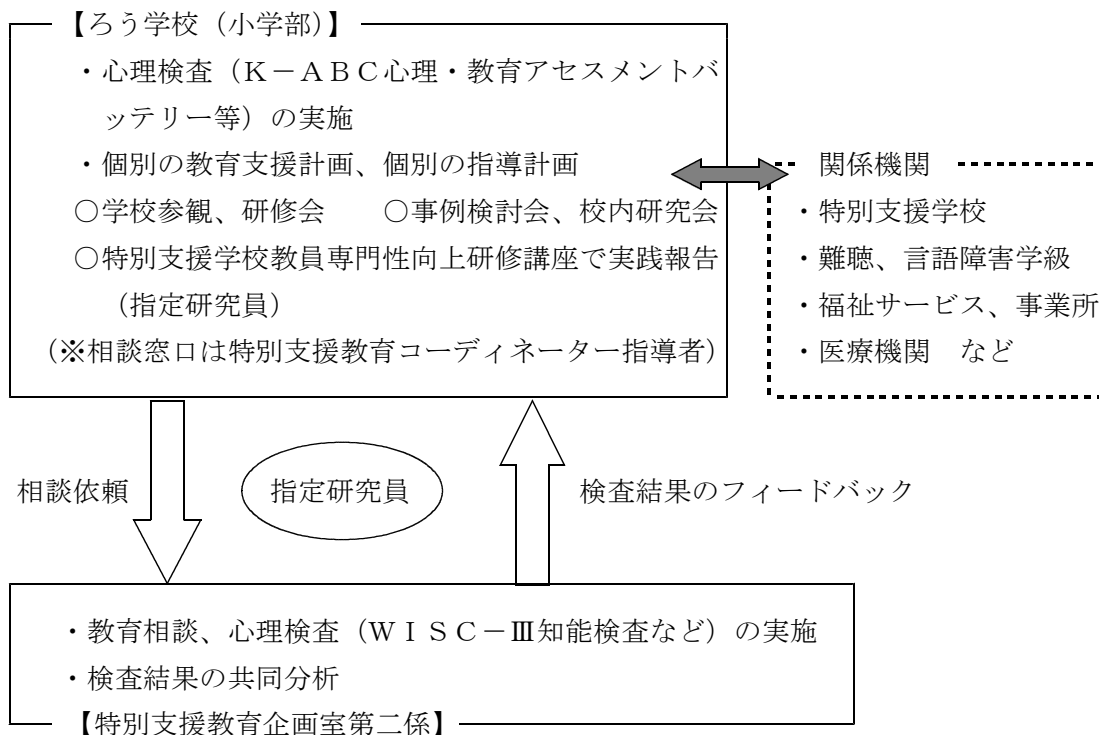 【ろう学校（小学部）】
・心理検査（Ｋ－ＡＢＣ心理・教育アセスメントバ
ッテリー等）の実施
・個別の教育支援計画、個別の指導計画
○学校参観、研修会　　○事例検討会、校内研究会
○特別支援学校教員専門性向上研修講座で実践報告
（指定研究員）
（※相談窓口は特別支援教育コーディネーター指導者）
関係機関
・特別支援学校
・難聴、言語障害学級
・福祉サービス、事業所
・医療機関　など
相談依頼
指定研究員
検査結果のフィードバック
・教育相談、心理検査（ＷＩＳＣ－Ⅲ知能検査など）の実施
・検査結果の共同分析
【特別支援教育企画室第二係】